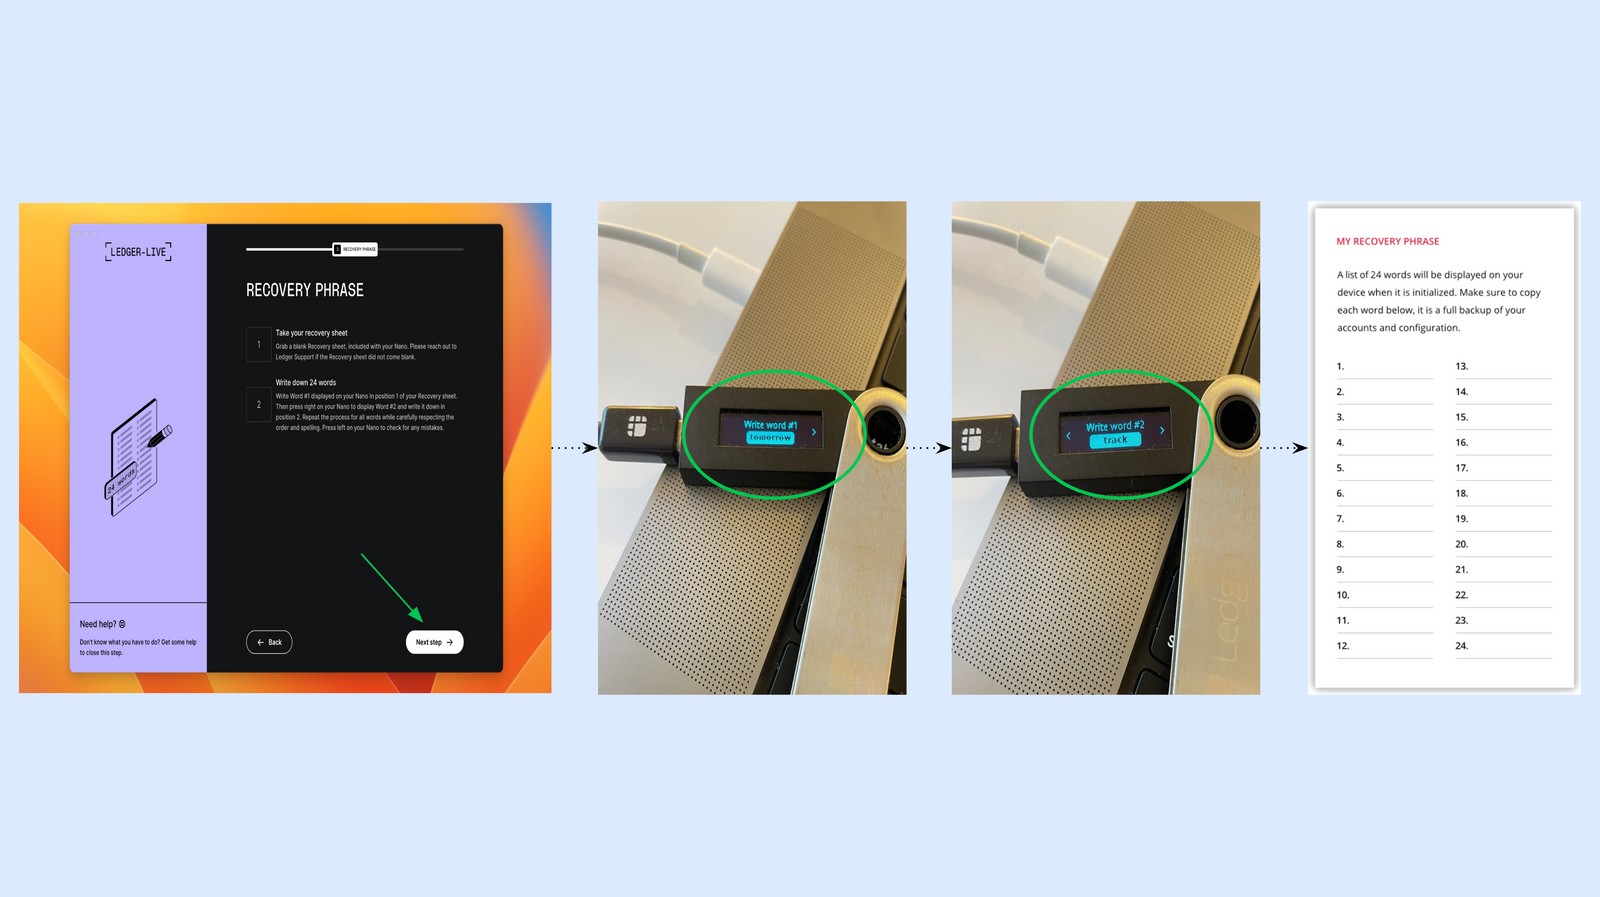 LEDGER-LIVE
RECOVERY PHRASE
RECOVERY PHRASE
1
Take your recovery sheet
Grab a blank Recovery sheet, included with your Nano. Please reach out to
Ledger Support if the Recovery sheet did not come blank.
2
Write down 24 words
Write Word #1 displayed on your Nano in position 1 of your Recovery sheet.
Then press right on your Nano to display Word #2 and write it down in
position 2. Repeat the process for all words while carefully respecting the
order and spelling. Press left on your Nano to check for any mistakes.
24 words
Need help?
Don't know what you have to do? Get some help
to close this step.
Back
Next step
Write word #1
tomorrow
Write word #2
track
Ledg
S
MY RECOVERY PHRASE
A list of 24 words will be displayed on your
device when it is initialized. Make sure to copy
each word below, it is a full backup of your
accounts and configuration.
1.
2.
3.
4.
5.
6.
7.
8.
9.
10.
11.
12.
13.
14.
15.
16.
17.
18.
19.
20.
21.
22.
23.
24.